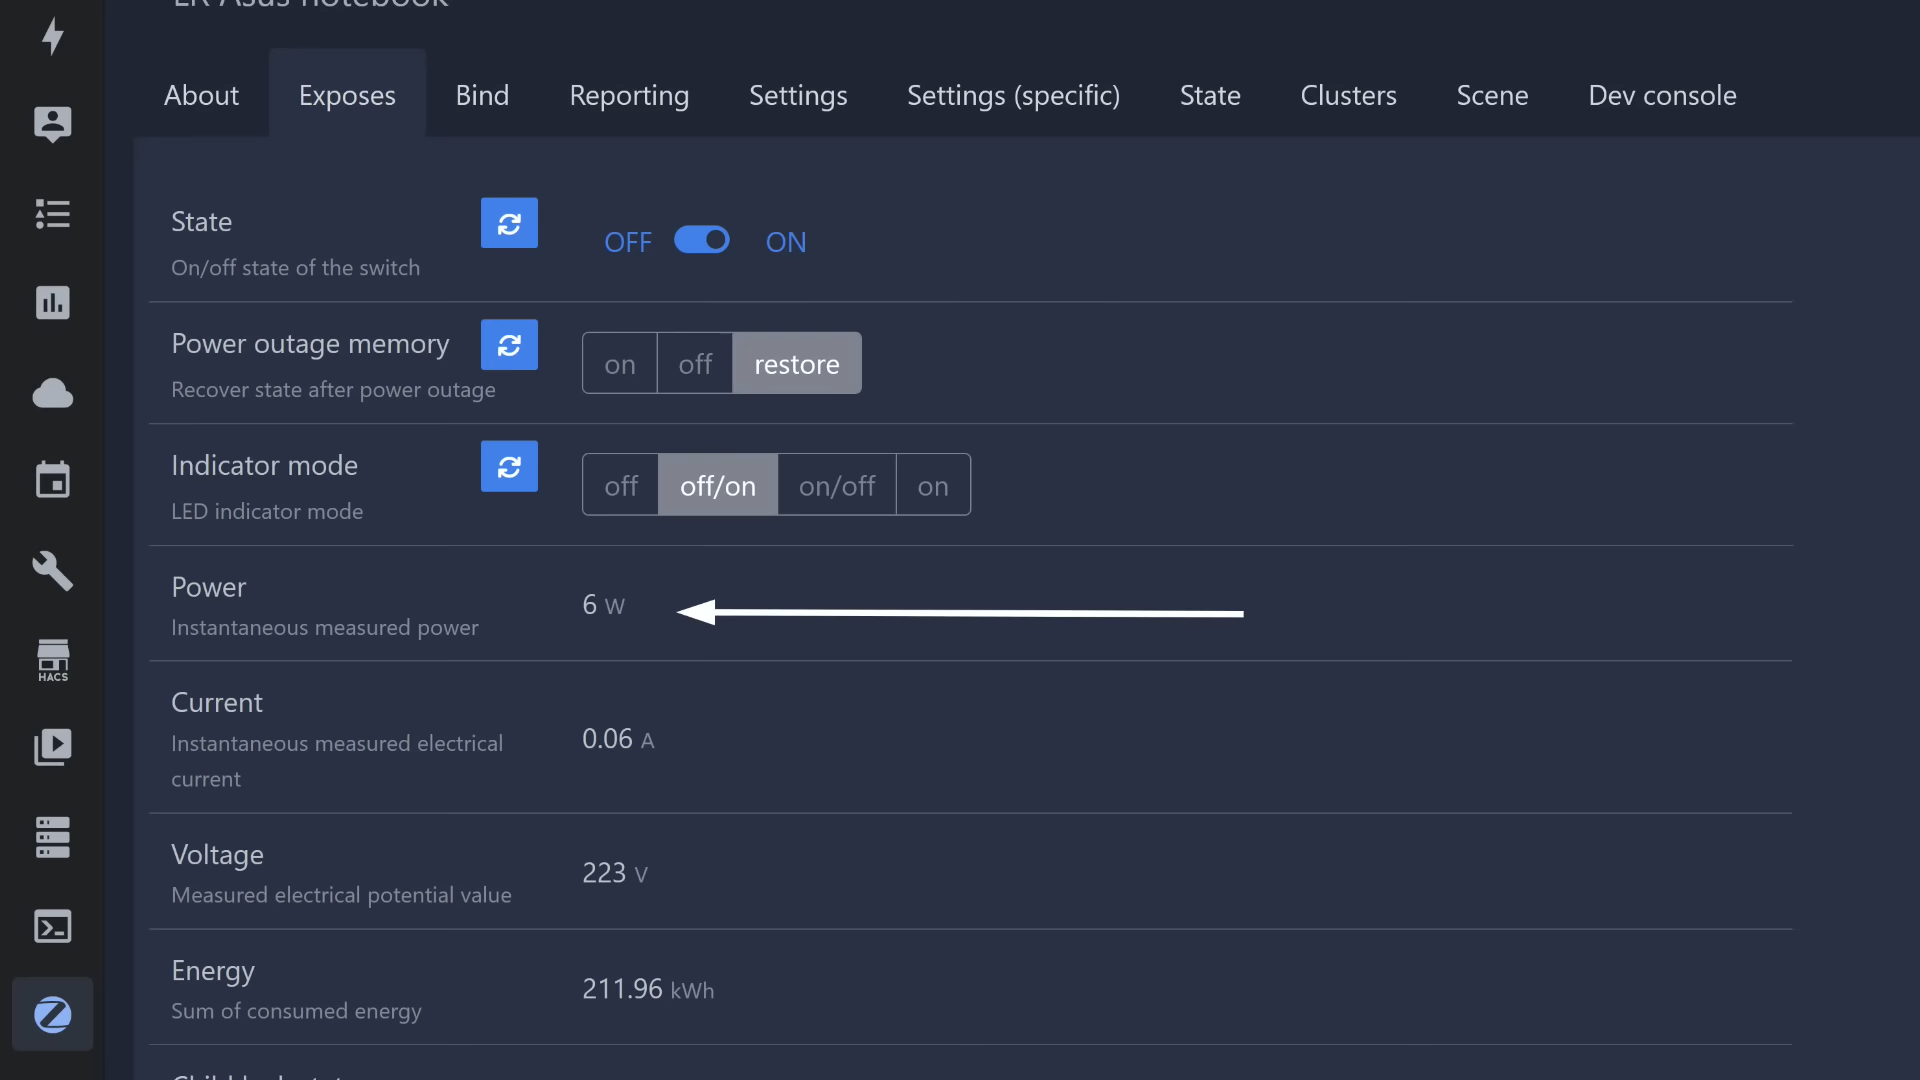 LR Asus notebook
About Exposes Bind Reporting Settings Settings (specific) State Clusters Scene Dev console
State
OFF ON
On/off state of the switch
Power outage memory
on off restore
Recover state after power outage
Indicator mode
off off/on on/off on
LED indicator mode
Power
6 W
Instantaneous measured power
HACS
Current
Instantaneous measured electrical
current
0.06 A
Voltage
223 V
Measured electrical potential value
Energy
211.96 kWh
Sum of consumed energy